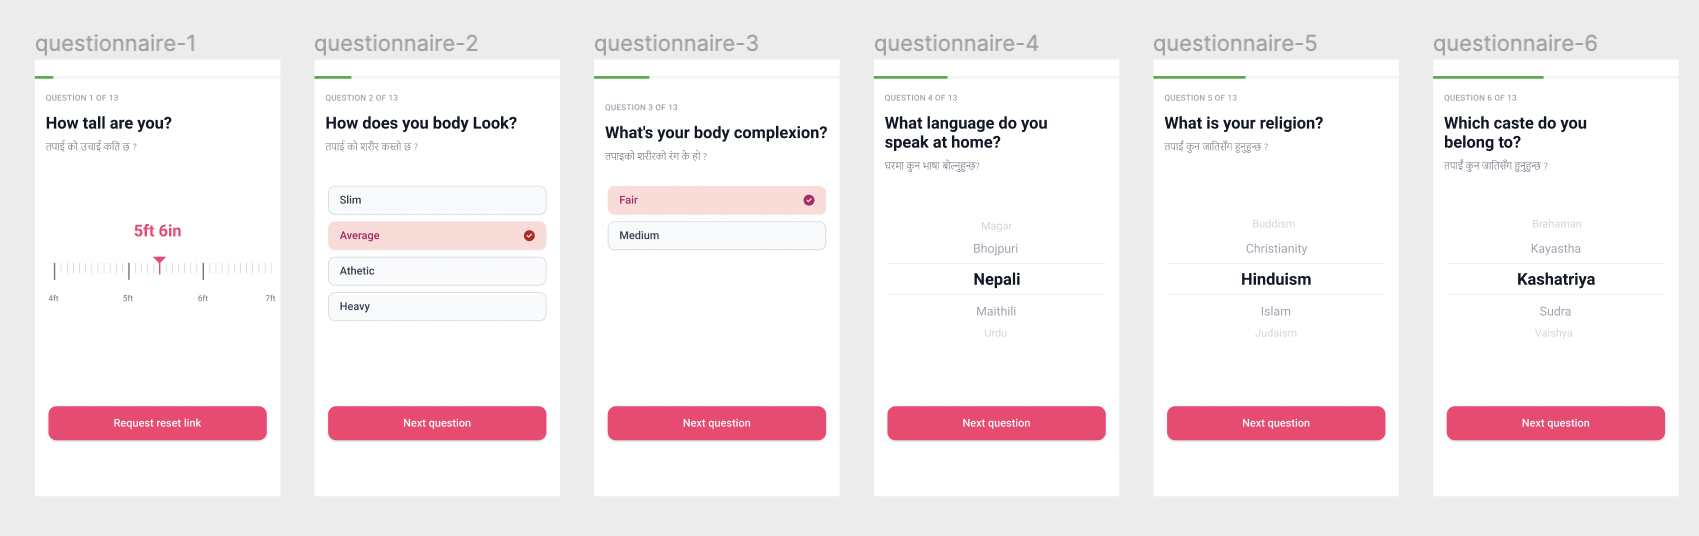 questionnaire-1
QUESTION 1 OF 13
How tall are you?
तपाई को उचाई कति छ ?
5ft 6in
4ft 5ft 6ft 7ft
Request reset link
questionnaire-2
QUESTION 2 OF 13
How does you body Look?
तपाई को शरीर कस्तो छ ?
Slim
Average
Athetic
Heavy
Next question
questionnaire-3
QUESTION 3 OF 13
What's your body complexion?
तपाइको शरीरको रंग के हो ?
Fair
Medium
Next question
questionnaire-4
QUESTION 4 OF 13
What language do you
speak at home?
घरमा कुन भाषा बोल्नुहुन्छ?
Magar
Bhojpuri
Nepali
Maithili
Urdu
Next question
questionnaire-5
QUESTION 5 OF 13
What is your religion?
तपाईं कुन जातिसँग हुनुहुन्छ ?
Buddism
Christianity
Hinduism
Islam
Judaism
Next question
questionnaire-6
QUESTION 6 OF 13
Which caste do you
belong to?
तपाईं कुन जातिसँग हुनुहुन्छ ?
Brahaman
Kayastha
Kashatriya
Sudra
Vaishya
Next question